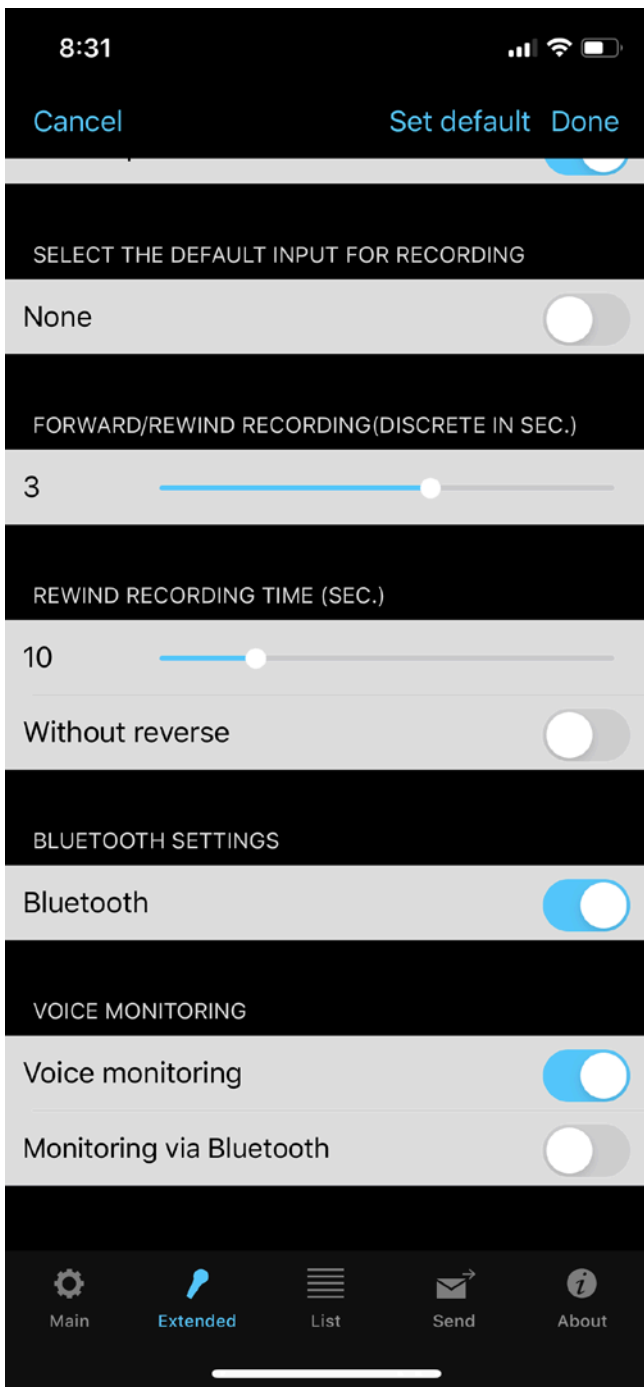 8:31
Cancel Set default Done
SELECT THE DEFAULT INPUT FOR RECORDING
None
FORWARD/REWIND RECORDING(DISCRETE IN SEC.)
3
REWIND RECORDING TIME (SEC.)
10
Without reverse
BLUETOOTH SETTINGS
Bluetooth
VOICE MONITORING
Voice monitoring
Monitoring via Bluetooth
Main Extended List Send About